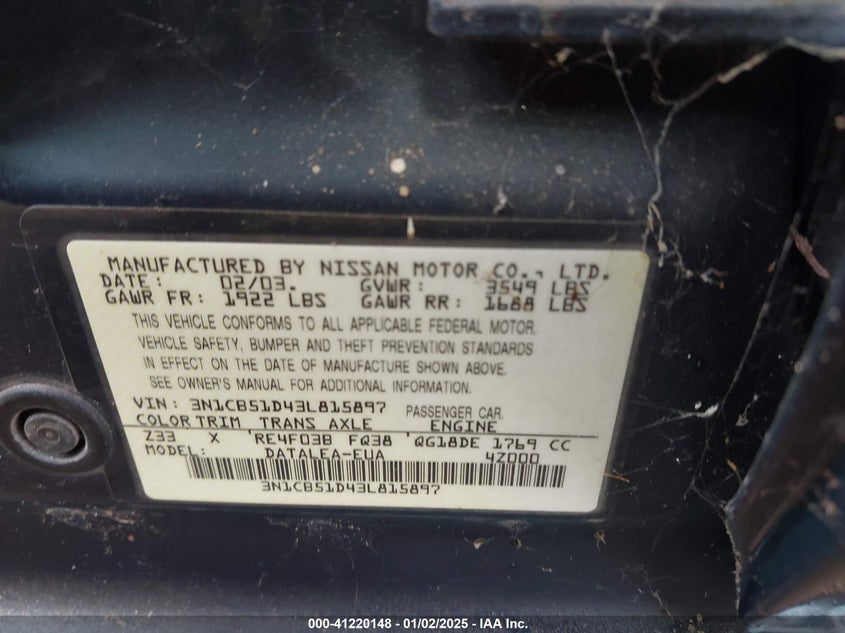 MANUFACTURED BY NISSAN MOTOR CO., LTD.
DATE: 02/03. GVWR: 3549 LBS
GAWR FR: 1922 LBS GAWR RR: 1688 LBS
THIS VEHICLE CONFORMS TO ALL APPLICABLE FEDERAL MOTOR
VEHICLE SAFETY, BUMPER AND THEFT PREVENTION STANDARDS
IN EFFECT ON THE DATE OF MANUFACTURE SHOWN ABOVE.
SEE OWNER'S MANUAL FOR ADDITIONAL INFORMATION.
VIN: 3N1CB51D43L815897 PASSENGER CAR.
COLOR TRIM TRANS AXLE ENGINE
Z33 X RE4F03B FQ38 QG18DE 1769 CC
MODEL: DATALEA-EUA 4Z000
3N1CB51D43L815897
000-41220148 - 01/02/2025 - IAA Inc.